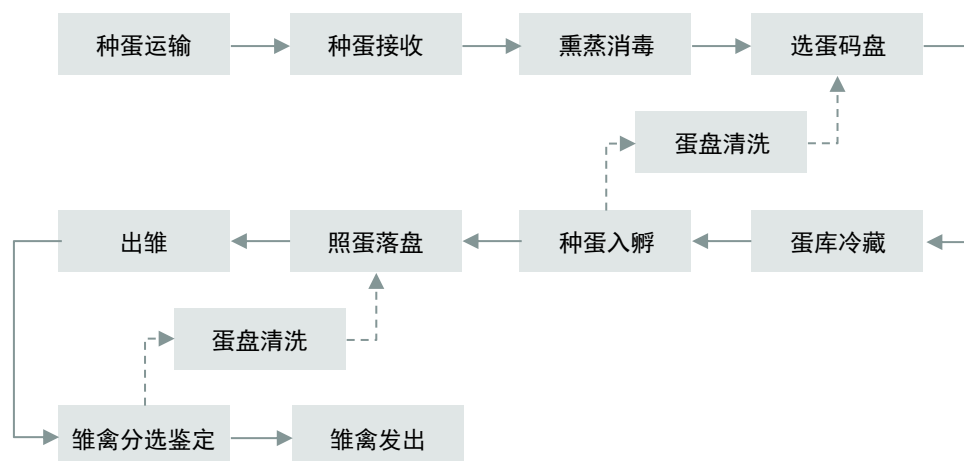 种蛋运输
种蛋接收
熏蒸消毒
选蛋码盘
蛋盘清洗
出雏
照蛋落盘
种蛋入孵
蛋库冷藏
蛋盘清洗
雏禽分选鉴定
雏禽发出